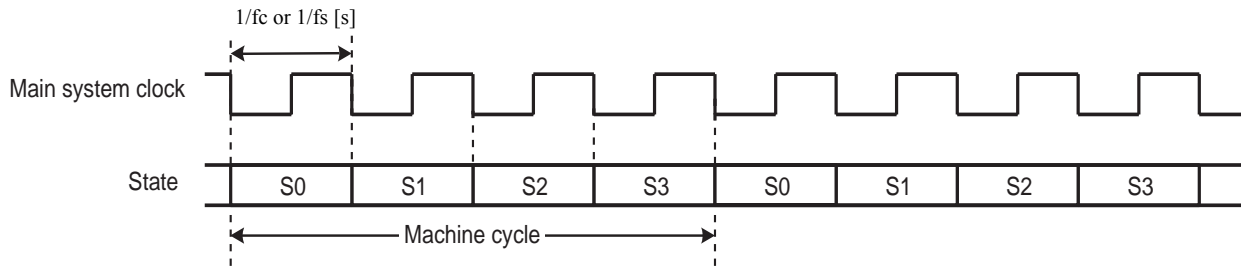 1/fc or 1/fs [s]
Main system clock
State S0 S1 S2 S3 S0 S1 S2 S3
Machine cycle